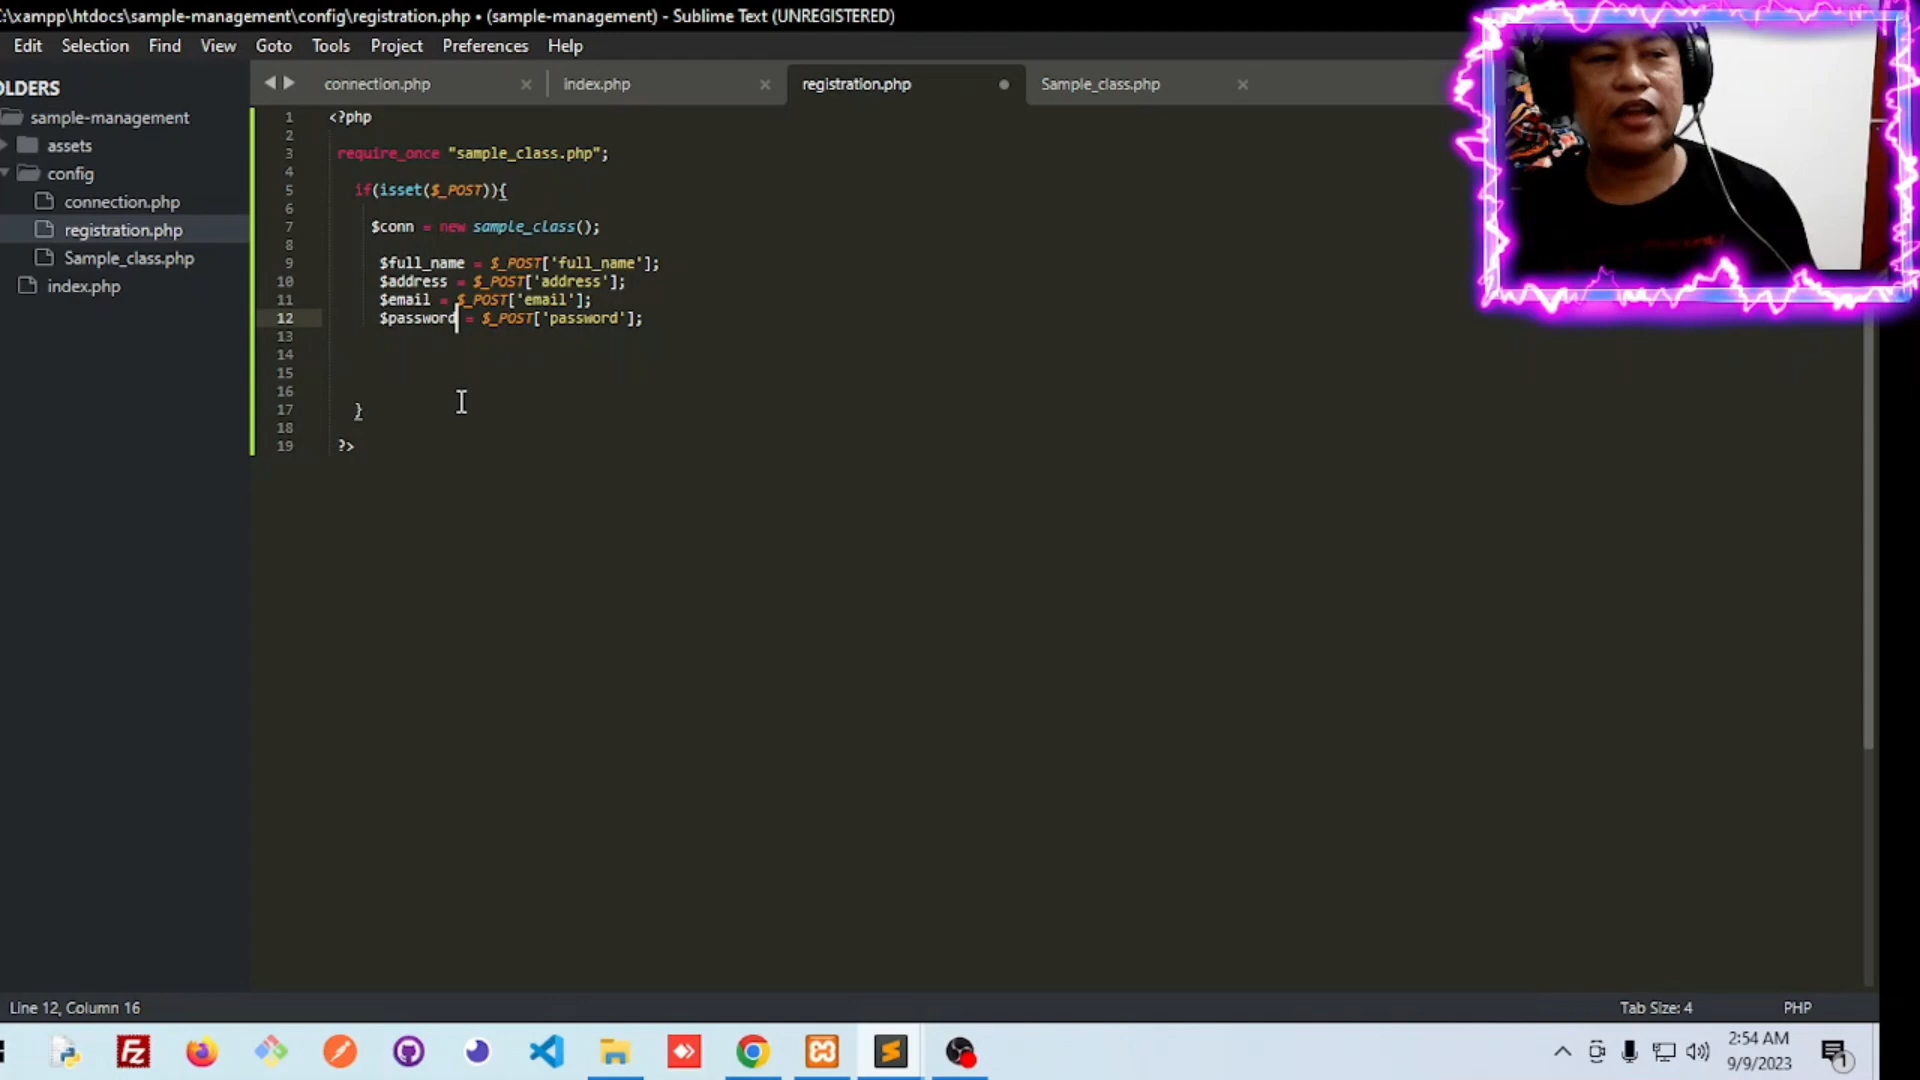 :\xampp\htdocs\sample-management\config\registration.php • (sample-management) - Sublime Text (UNREGISTERED)
Edit Selection Find View Goto Tools Project Preferences Help
OLDERS
sample-management
assets
config
connection.php
registration.php
Sample_class.php
index.php
connection.php index.php registration.php Sample_class.php
1 <?php
2
3 require_once "sample_class.php";
4
5 if(isset($_POST)){
6
7 $conn = new sample_class();
8
9 $full_name = $_POST['full_name'];
10 $address = $_POST['address'];
11 $email = $_POST['email'];
12 $password = $_POST['password'];
13
14
15
16
17 }
18
19 ?>
Line 12, Column 16
Tab Size: 4
PHP
2:54 AM
9/9/2023
1